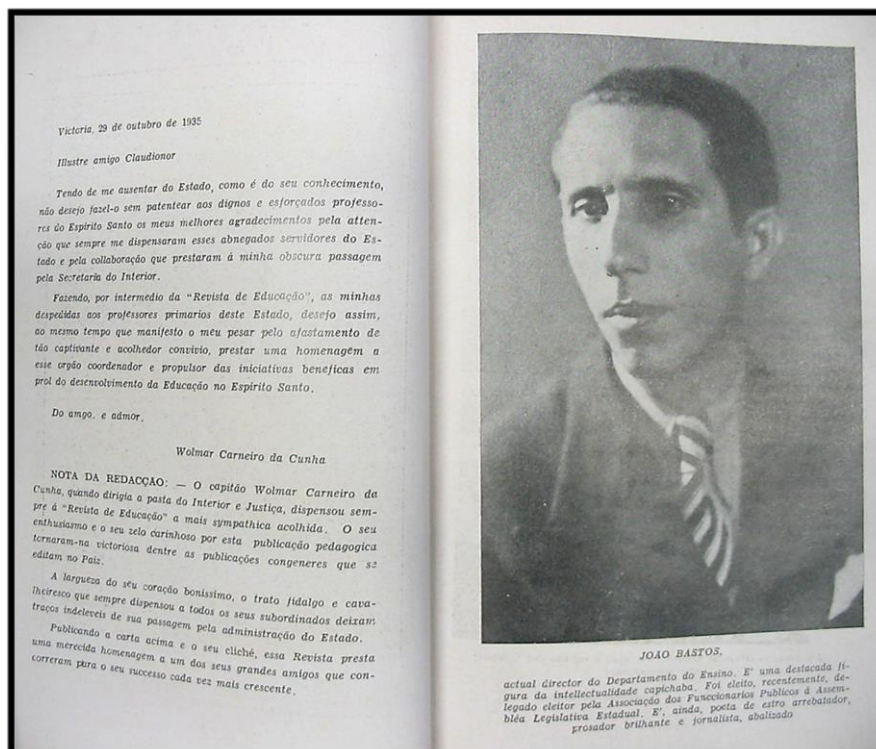 Victoria, 29 de outubro de 1935
Illustre amigo Claudionor
Tendo de me ausentar do Estado, como é do seu conhecimento,
não desejo fazel-o sem patentear aos dignos e esforçados professo-
res do Espirito Santo os meus melhores agradecimentos pela atten-
ção que sempre me dispensaram esses abnegados servidores do Es-
tado e pela collaboração que prestaram á minha obscura passagem
pela Secretaria do Interior.
Fazendo, por intermedio da "Revista de Educação", as minhas
despedidas aos professores primarios deste Estado, desejo assim,
ao mesmo tempo que manifesto o meu pesar pelo afastamento de
tão captivante e acolhedor convivio, prestar uma homenagem a
esse orgão coordenador e propulsor das iniciativas beneficas em
prol do desenvolvimento da Educação no Espirito Santo.
Do amgo. e admor.
Wolmar Carneiro da Cunha
NOTA DA REDACÇÃO: — O capitão Wolmar Carneiro da
Cunha, quando dirigia a pasta do Interior e Justiça, dispensou sem-
pre á "Revista de Educação" a mais sympathica acolhida. O seu
enthusiasmo e o seu zelo carinhoso por esta publicação pedagogica
tornaram-na victoriosa dentre as publicações congeneres que se
editam no Paiz.
A largueza do seu coração bonissimo, o trato fidalgo e cava-
lheiresco que sempre dispensou a todos os seus subordinados deixam
traços indeleveis de sua passagem pela administração do Estado.
Publicando a carta acima e o seu cliché, essa Revista presta
uma merecida homenagem a um dos seus grandes amigos que con-
correram para o seu successo cada vez mais crescente.
JOAO BASTOS,
actual director do Departamento do Ensino. E' uma destacada fi-
gura da intellectualidade capichaba. Foi eleito, recentemente, de-
legado eleitor pela Associação dos Funccionarios Publicos á Assem-
bléa Legislativa Estadual. E', ainda, poeta de estro arrebatador,
prosador brilhante e jornalista, abalizado